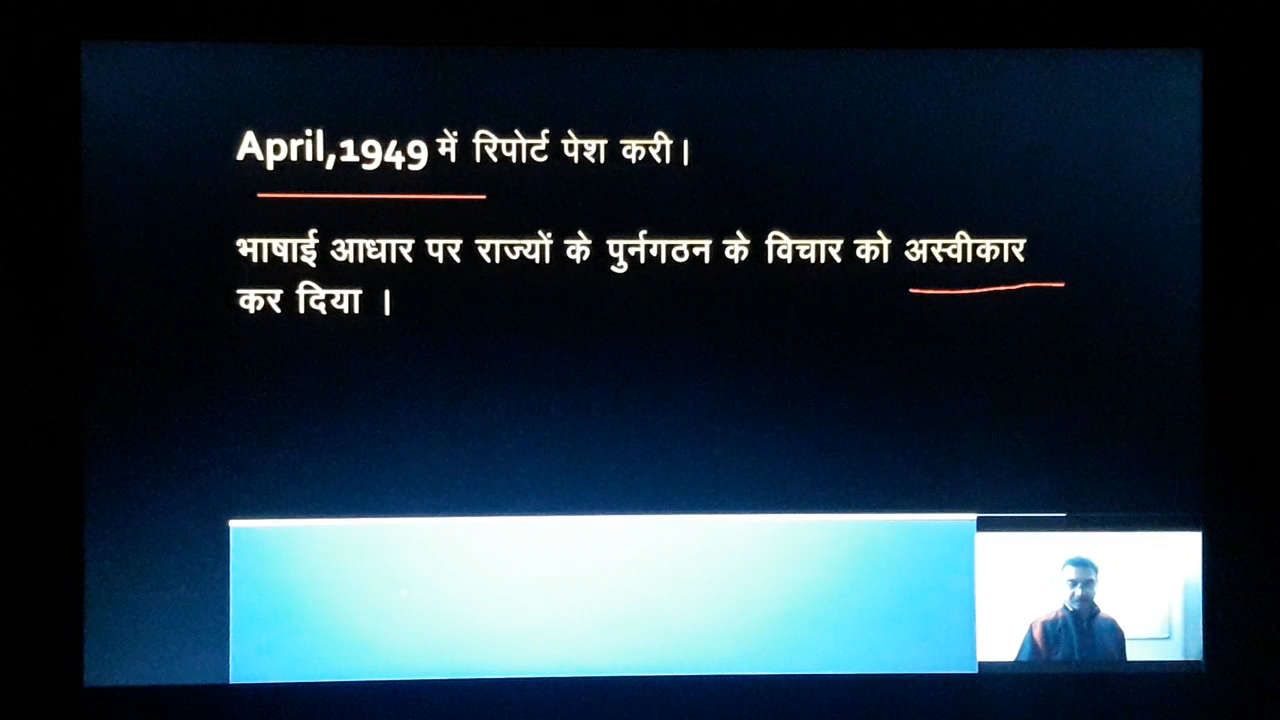 April,1949 में रिपोर्ट पेश करी।
भाषाई आधार पर राज्यों के पुर्नगठन के विचार को अस्वीकार
कर दिया ।